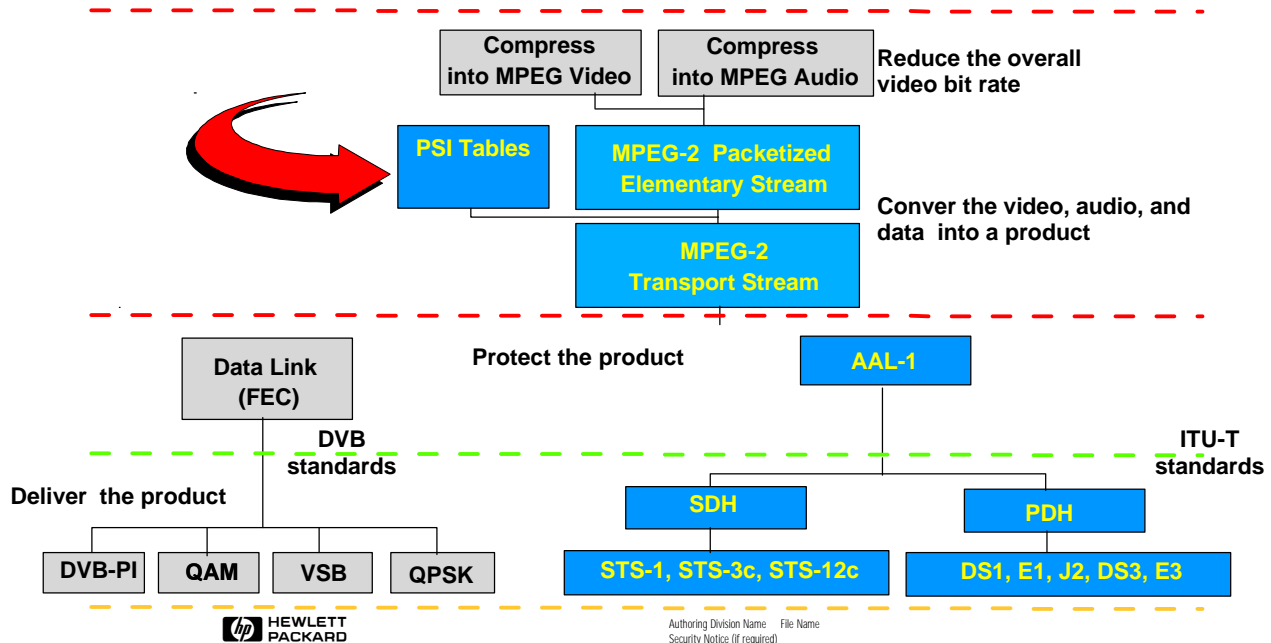 Compress
into MPEG Video
Compress
into MPEG Audio
Reduce the overall
video bit rate
PSI Tables
MPEG-2 Packetized
Elementary Stream
Conver the video, audio, and
data into a product
MPEG-2
Transport Stream
Data Link
(FEC)
Protect the product
AAL-1
DVB
standards
ITU-T
standards
Deliver the product
SDH
PDH
DVB-PI
QAM
VSB
QPSK
STS-1, STS-3c, STS-12c
DS1, E1, J2, DS3, E3
hp HEWLETT
PACKARD
Authoring Division Name File Name
Security Notice (if required)